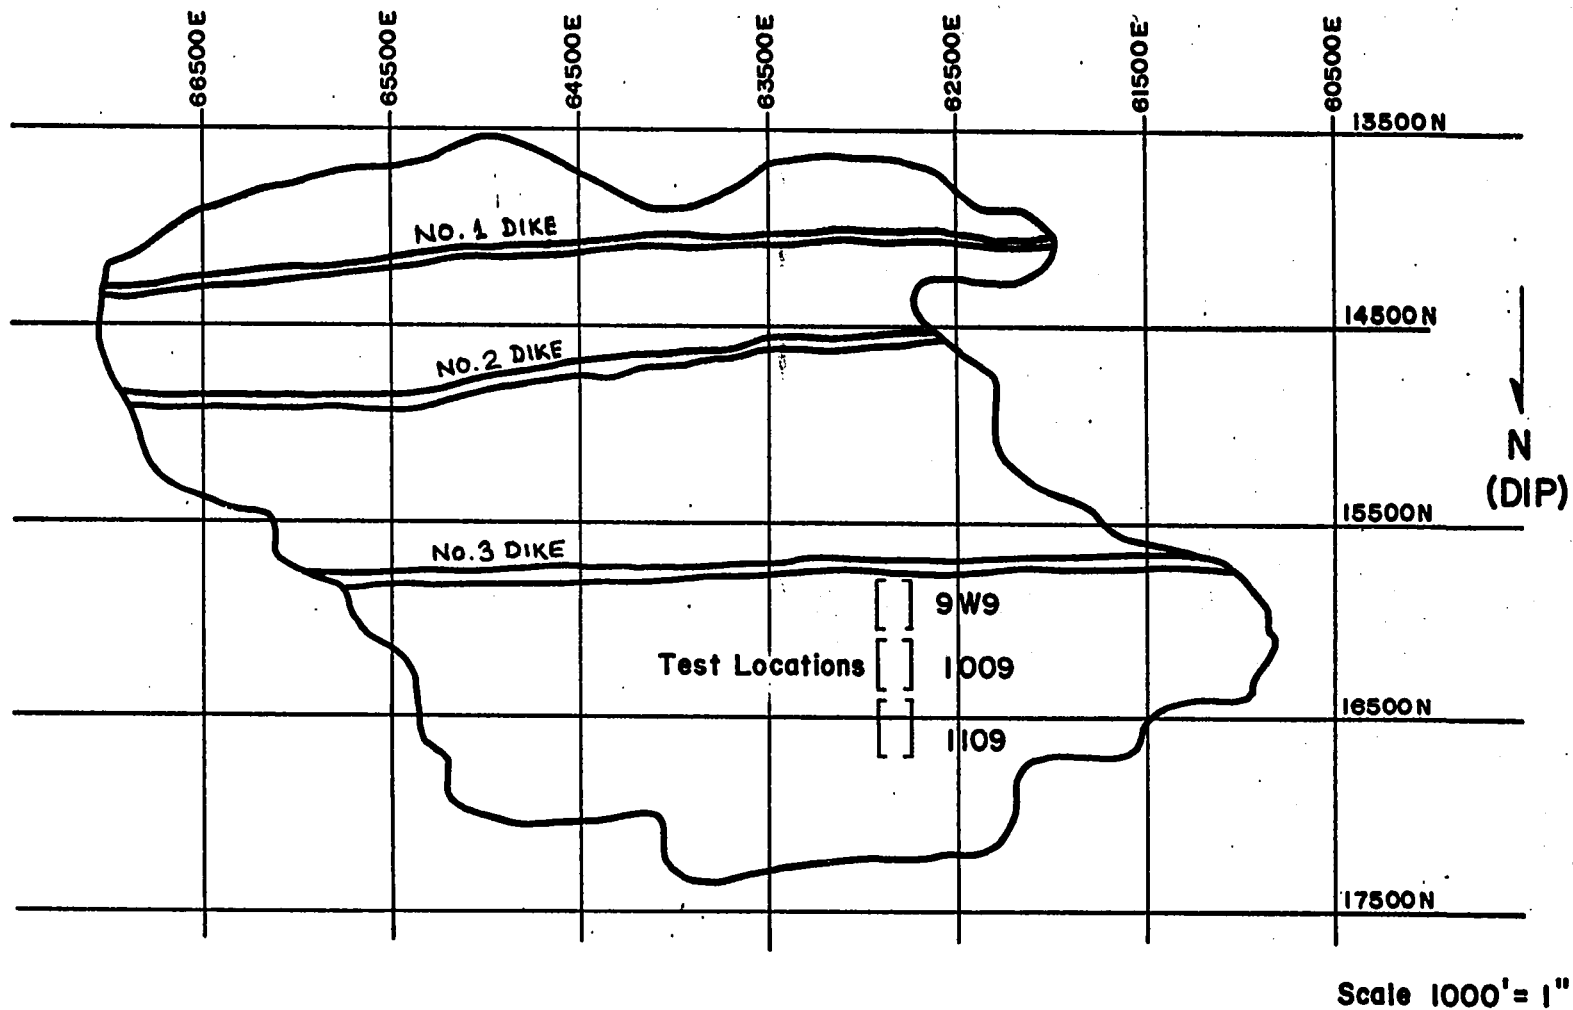 66500E
65500E
64500E
63500E
62500E
61500E
60500E
13500N
NO. 1 DIKE
14500N
NO. 2 DIKE
N
(DIP)
15500N
No. 3 DIKE
9W9
Test Locations
1009
16500N
1109
17500N
Scale 1000'= 1"